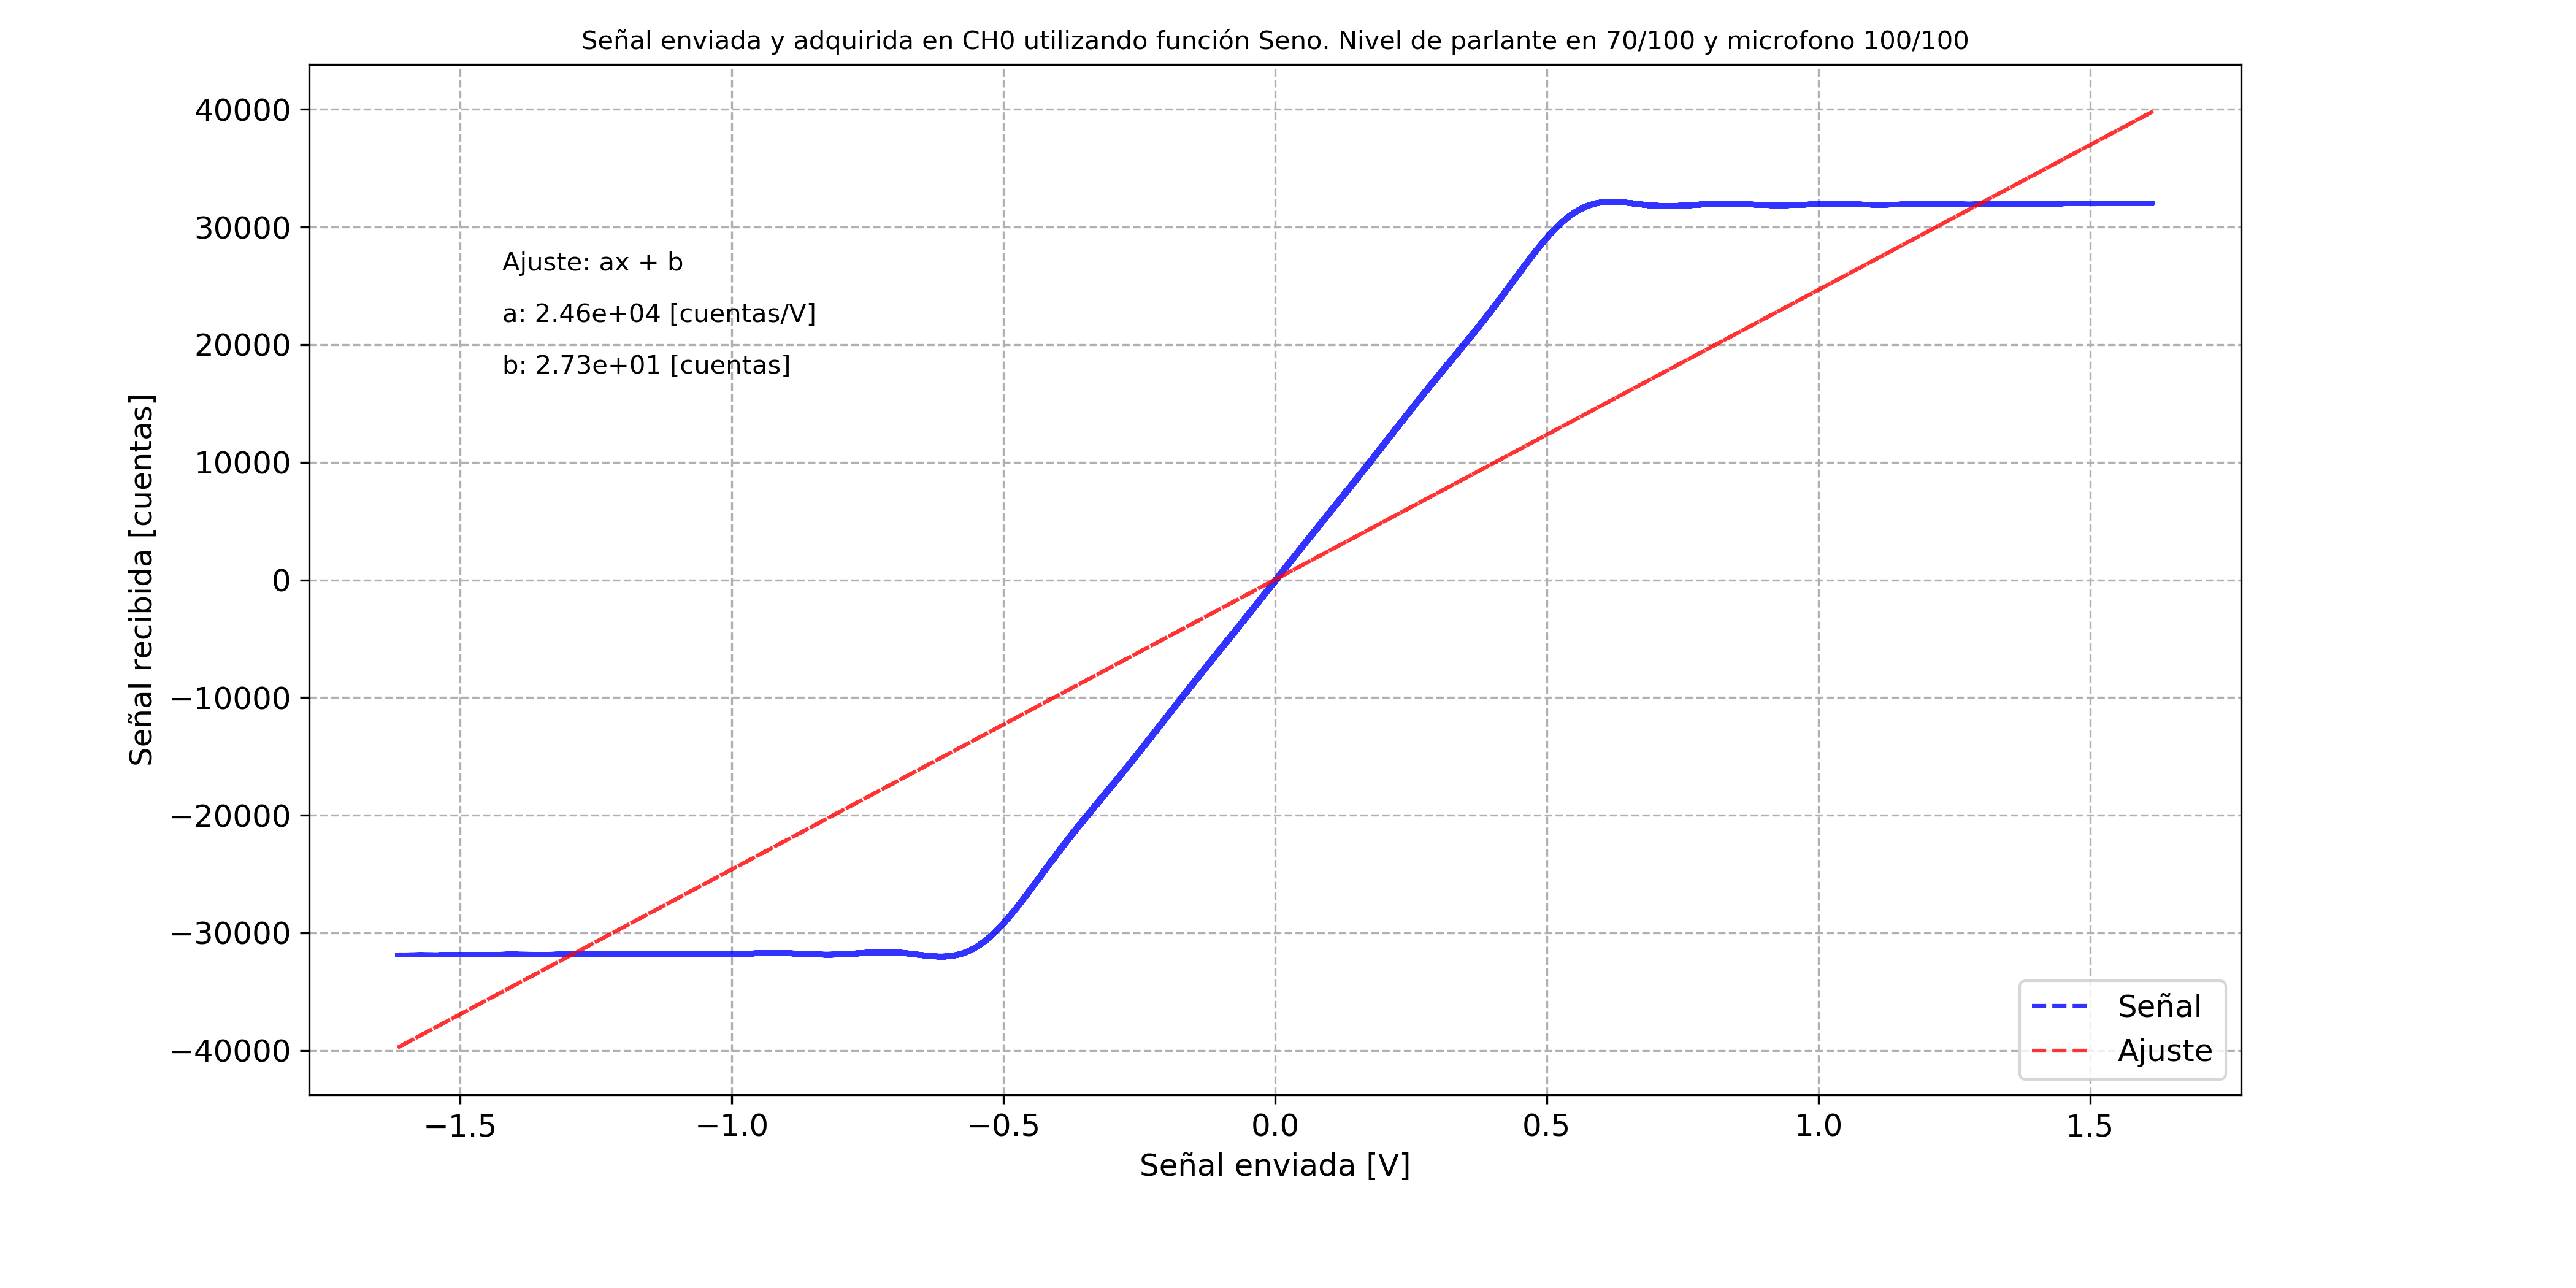 Señal enviada y adquirida en CH0 utilizando función Seno. Nivel de parlante en 70/100 y microfono 100/100
Señal recibida [cuentas]
40000
30000
20000
10000
0
−10000
−20000
−30000
−40000
Ajuste: ax + b
a: 2.46e+04 [cuentas/V]
b: 2.73e+01 [cuentas]
Señal
Ajuste
−1.5
−1.0
−0.5
0.0
0.5
1.0
1.5
Señal enviada [V]